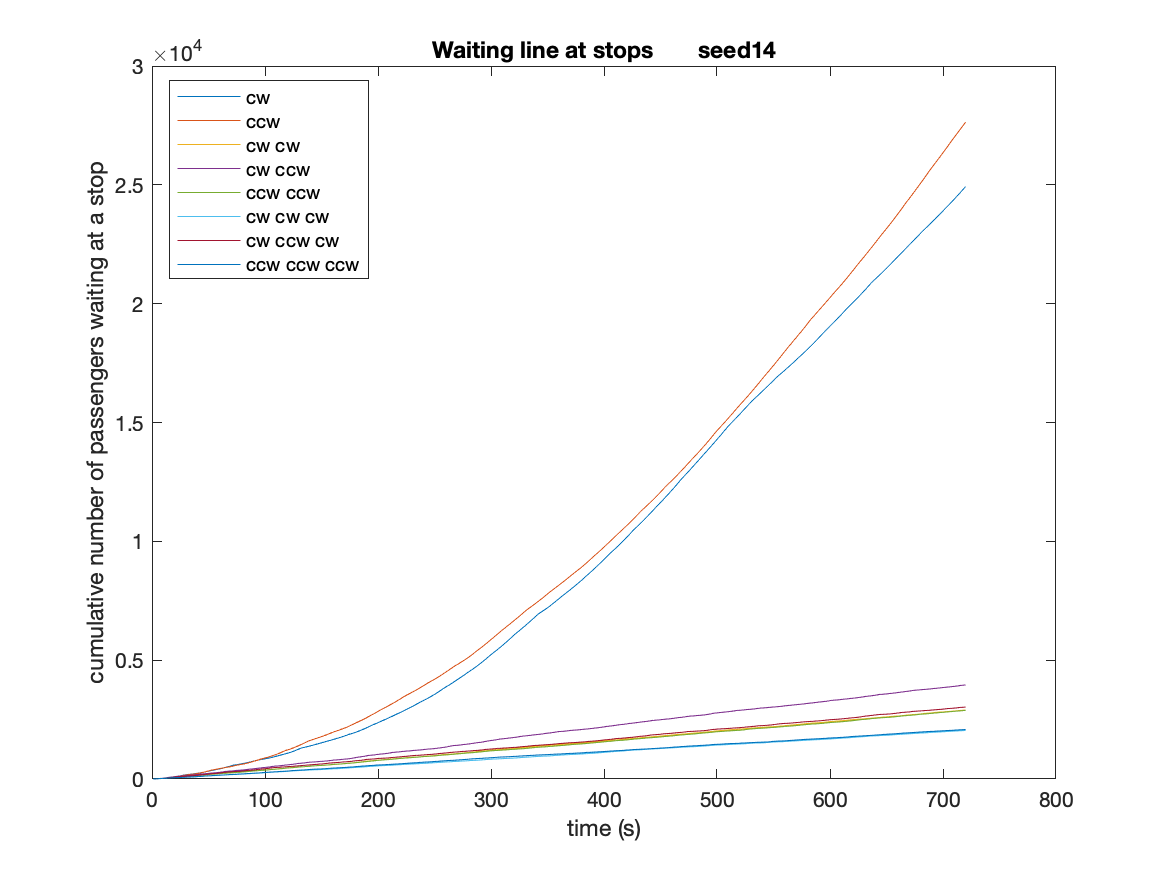 Waiting line at stops seed14
×10⁴
3
2.5
2
1.5
1
0.5
0
cumulative number of passengers waiting at a stop
CW
CCW
CW CW
CW CCW
CCW CCW
CW CW CW
CW CCW CW
CCW CCW CCW
0 100 200 300 400 500 600 700 800
time (s)